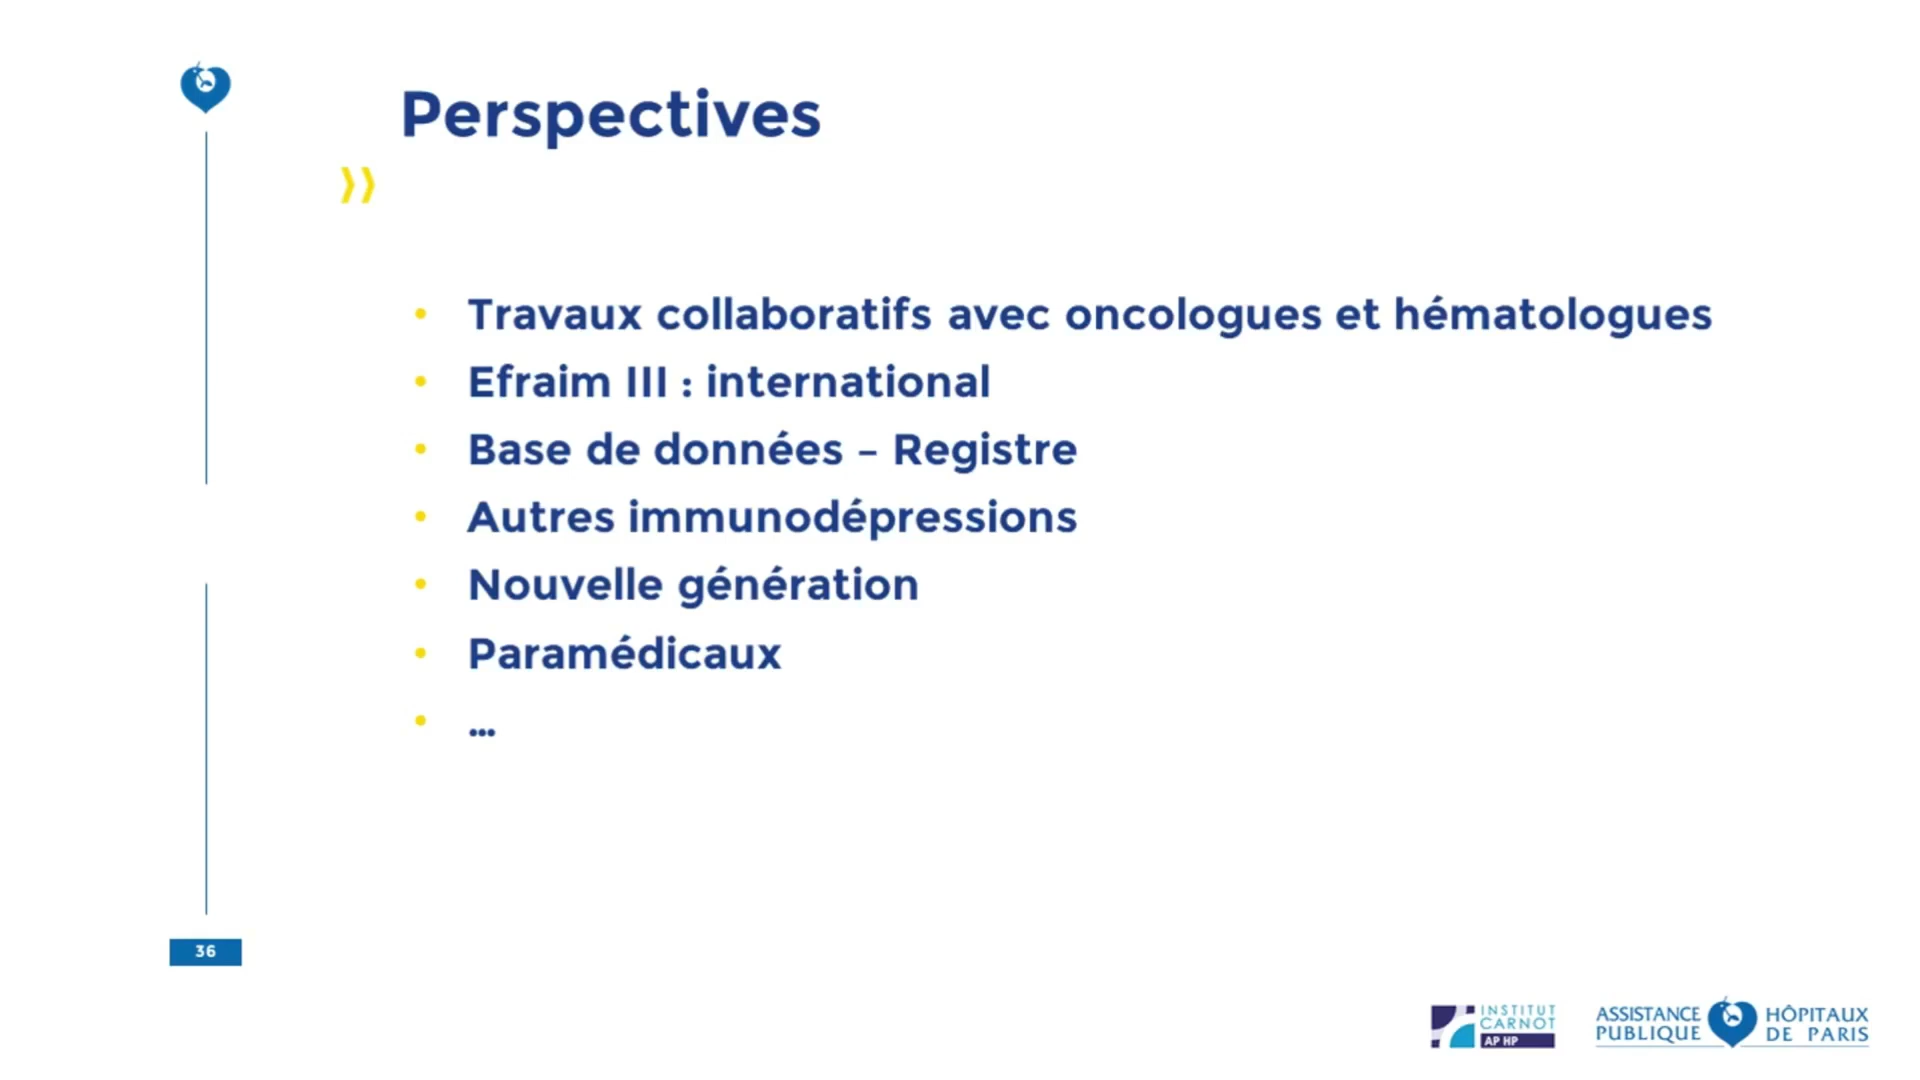 Perspectives
• Travaux collaboratifs avec oncologues et hématologues
• Efraim III : international
• Base de données – Registre
• Autres immunodépressions
• Nouvelle génération
• Paramédicaux
• ...
36
INSTITUT
CARNOT
AP HP
ASSISTANCE
PUBLIQUE
HÔPITAUX
DE PARIS